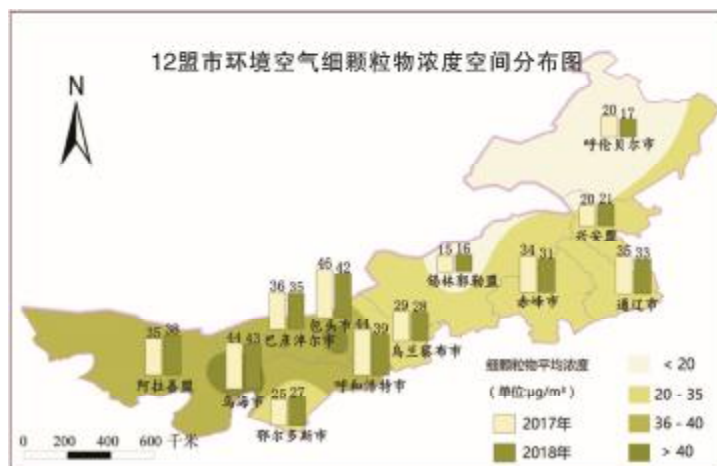 12盟市环境空气细颗粒物浓度空间分布图
N
20 17
呼伦贝尔市
20 21
兴安盟
15 16
锡林郭勒盟
34 31
赤峰市
35 33
通辽市
46 42
包头市
36 35
巴彦淖尔市
29 28
乌兰察布市
44 39
呼和浩特市
35 38
阿拉善盟
44 43
乌海市
25 27
鄂尔多斯市
细颗粒物平均浓度
(单位:μg/m³)
2017年
2018年
< 20
20 - 35
36 - 40
> 40
0 200 400 600 千米